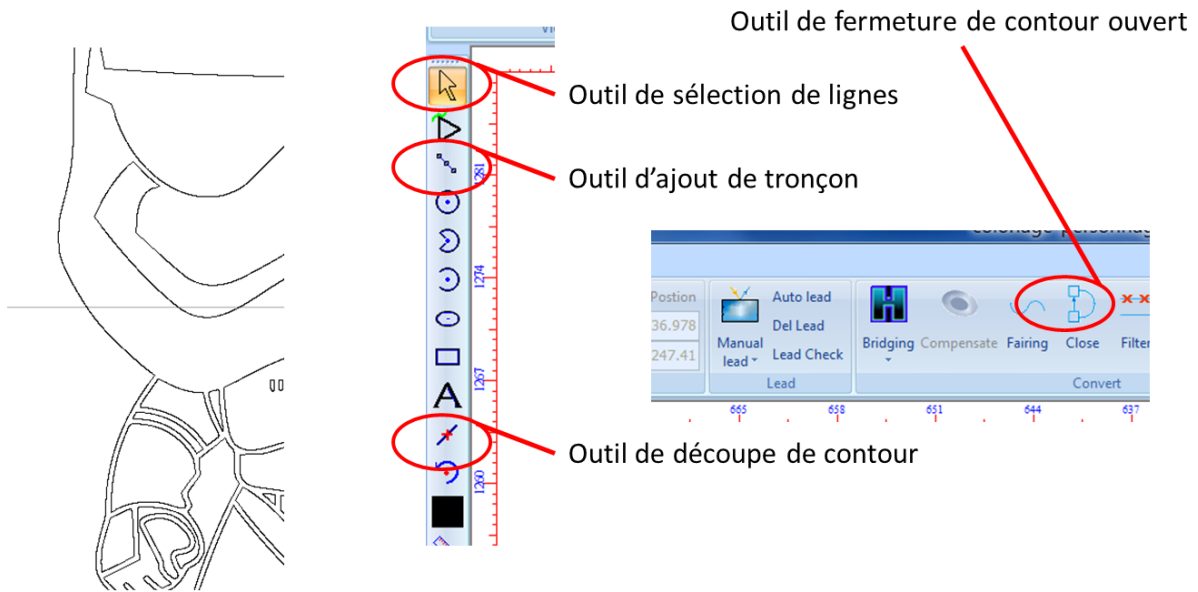 Outil de fermeture de contour ouvert
Outil de sélection de lignes
Outil d'ajout de tronçon
Outil de découpe de contour
A
1281
1274
1267
1260
Postion
36.978
247.41
Manual
lead
Auto lead
Del Lead
Lead Check
Lead
Bridging
Compensate
Fairing
Close
Filter
Convert
665
658
651
644
637